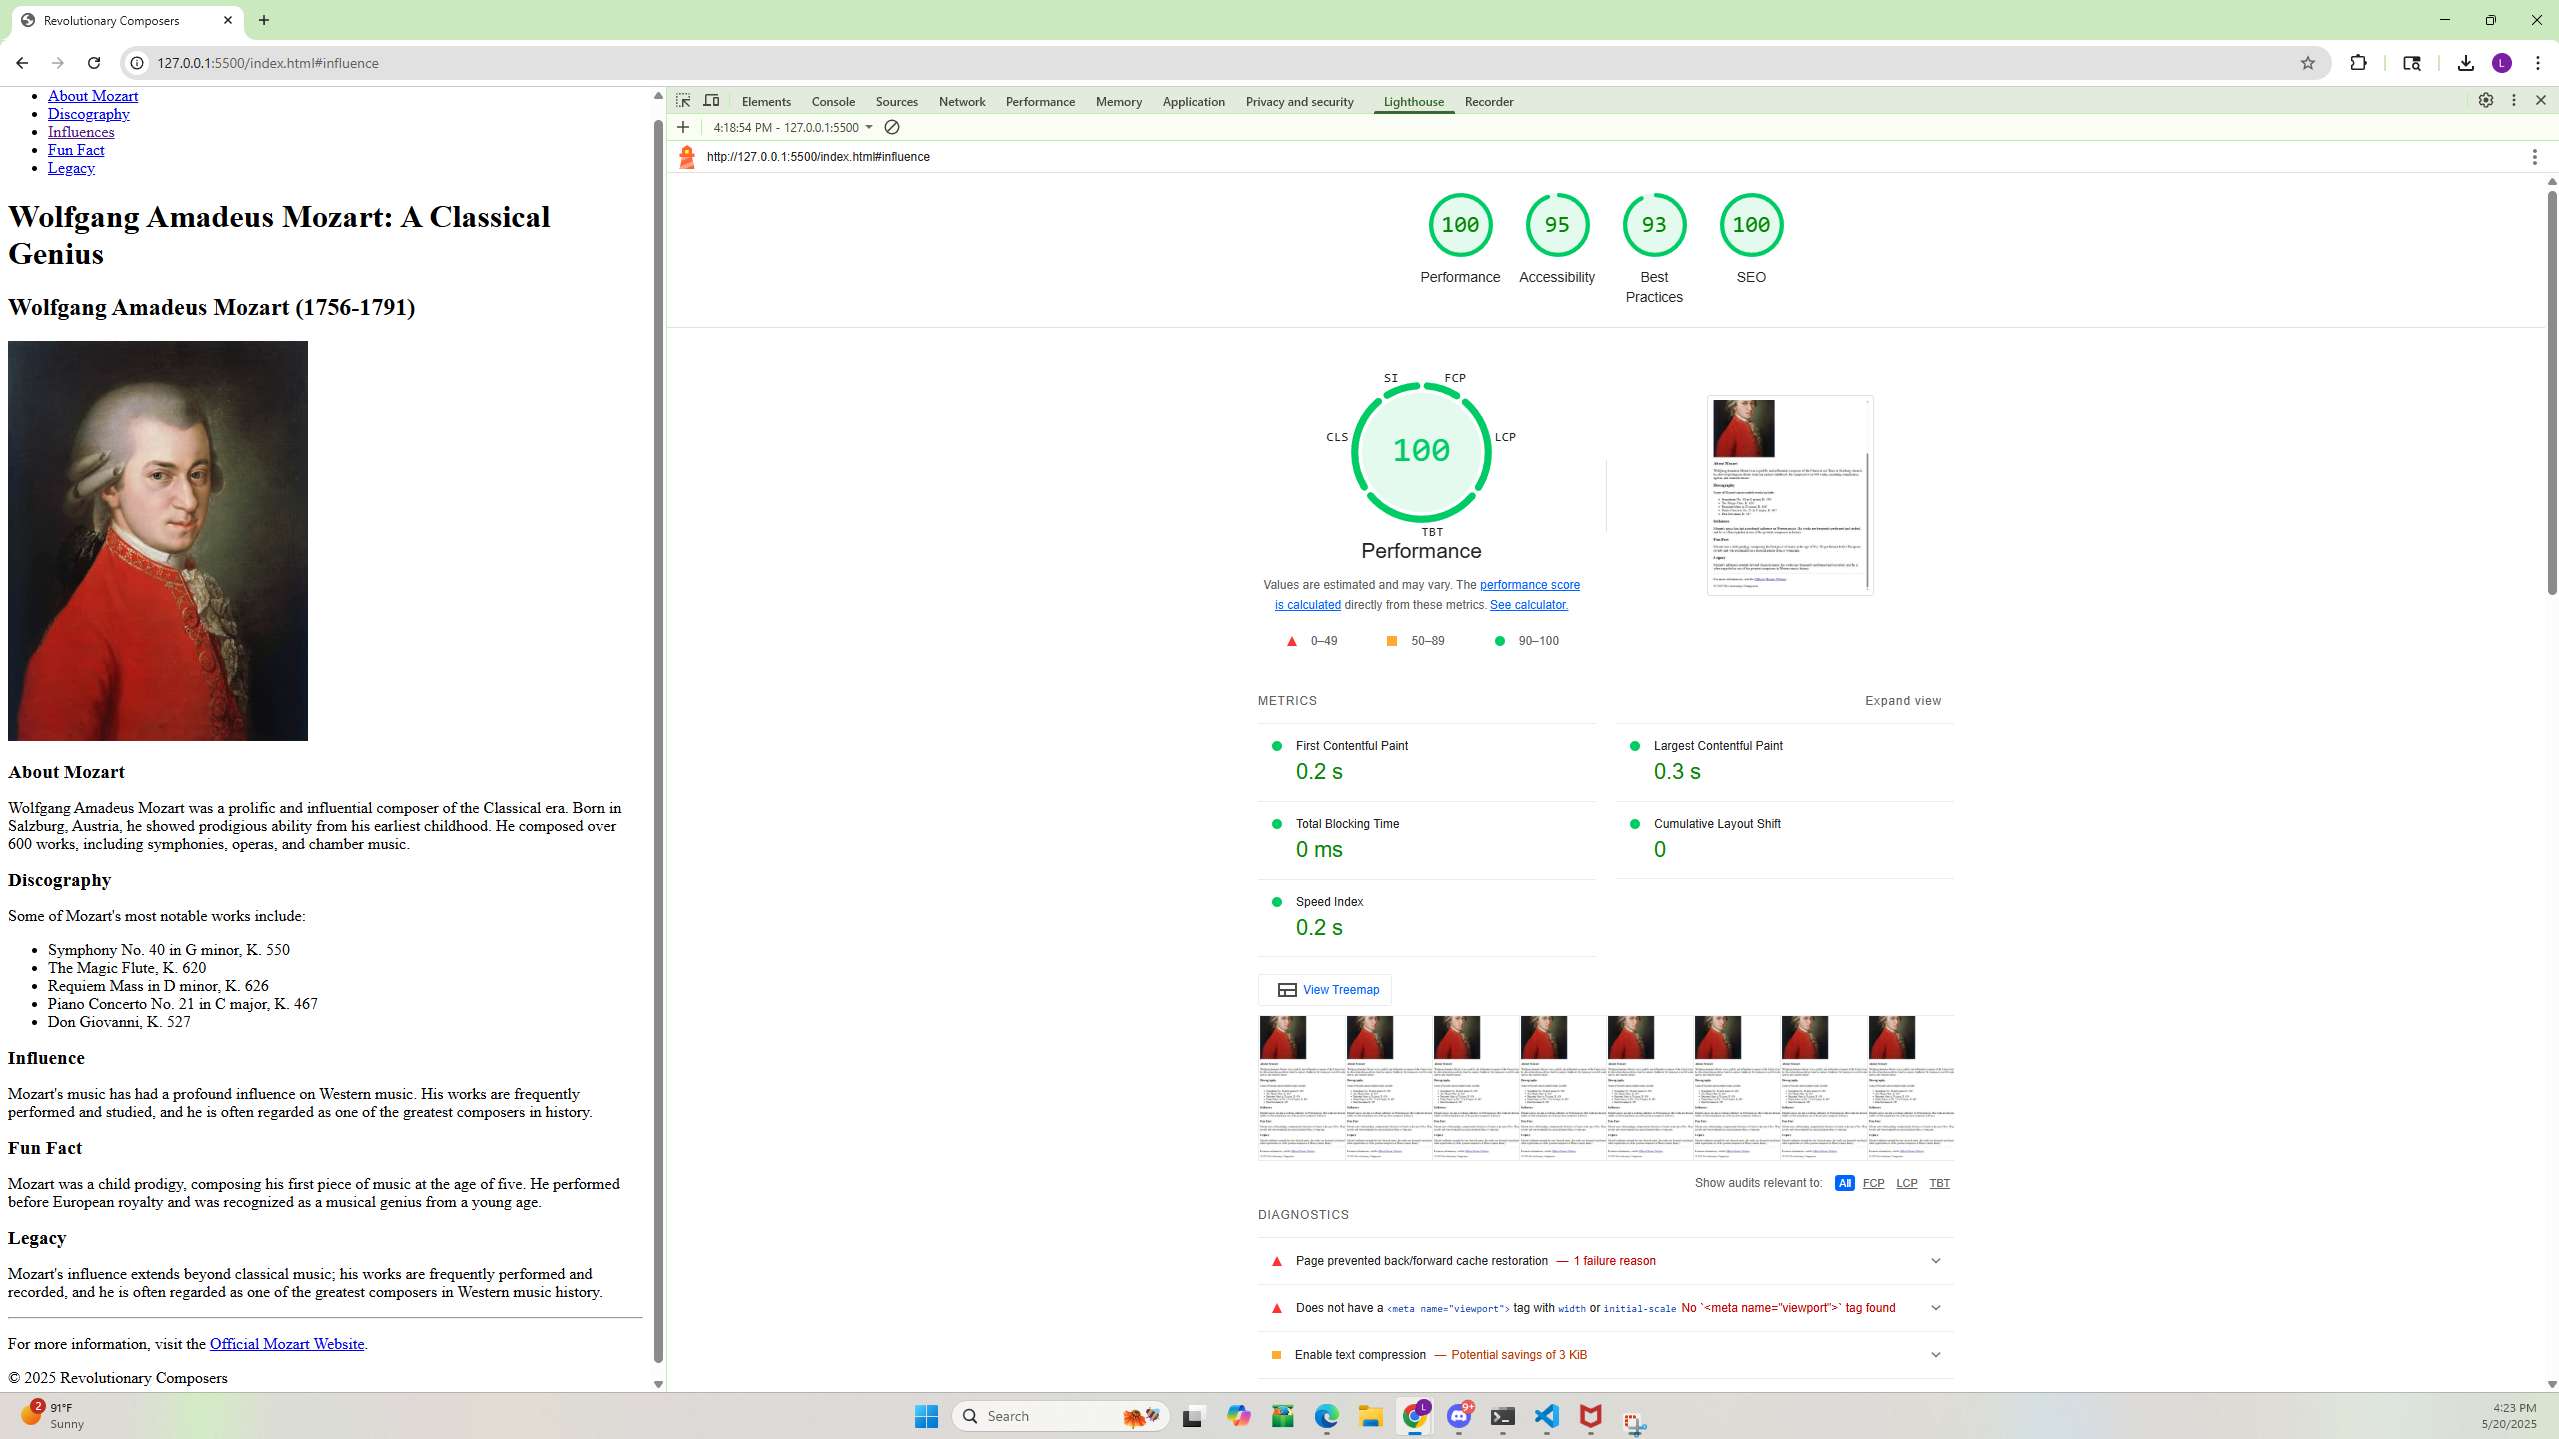 Revolutionary Composers
127.0.0.1:5500/index.html#influence
L
About Mozart
Discography
Influences
Fun Fact
Legacy
Wolfgang Amadeus Mozart: A Classical
Genius
Wolfgang Amadeus Mozart (1756-1791)
About Mozart
Wolfgang Amadeus Mozart was a prolific and influential composer of the Classical era. Born in
Salzburg, Austria, he showed prodigious ability from his earliest childhood. He composed over
600 works, including symphonies, operas, and chamber music.
Discography
Some of Mozart's most notable works include:
Symphony No. 40 in G minor, K. 550
The Magic Flute, K. 620
Requiem Mass in D minor, K. 626
Piano Concerto No. 21 in C major, K. 467
Don Giovanni, K. 527
Influence
Mozart's music has had a profound influence on Western music. His works are frequently
performed and studied, and he is often regarded as one of the greatest composers in history.
Fun Fact
Mozart was a child prodigy, composing his first piece of music at the age of five. He performed
before European royalty and was recognized as a musical genius from a young age.
Legacy
Mozart's influence extends beyond classical music; his works are frequently performed and
recorded, and he is often regarded as one of the greatest composers in Western music history.
For more information, visit the Official Mozart Website.
© 2025 Revolutionary Composers
Elements Console Sources Network Performance Memory Application Privacy and security Lighthouse Recorder
4:18:54 PM - 127.0.0.1:5500
http://127.0.0.1:5500/index.html#influence
100 95 93 100
Performance Accessibility Best Practices SEO
SI FCP
CLS LCP
100
TBT
Performance
Values are estimated and may vary. The performance score
is calculated directly from these metrics. See calculator.
0–49 50–89 90–100
METRICS Expand view
First Contentful Paint
0.2 s
Largest Contentful Paint
0.3 s
Total Blocking Time
0 ms
Cumulative Layout Shift
0
Speed Index
0.2 s
View Treemap
Show audits relevant to: All FCP LCP TBT
DIAGNOSTICS
Page prevented back/forward cache restoration — 1 failure reason
Does not have a <meta name="viewport"> tag with width or initial-scale No `<meta name="viewport">` tag found
Enable text compression — Potential savings of 3 KiB
2
91°F
Sunny
Search
L
9+
4:23 PM
5/20/2025